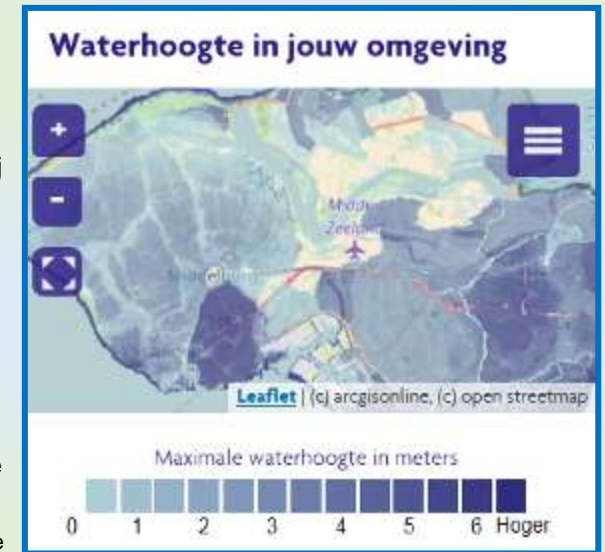 Waterhoogte in jouw omgeving
+
-
Midden
Zeeland
Middelburg
Leaflet | (c) arcgisonline, (c) open streetmap
Maximale waterhoogte in meters
0 1 2 3 4 5 6 Hoger
j
e
e